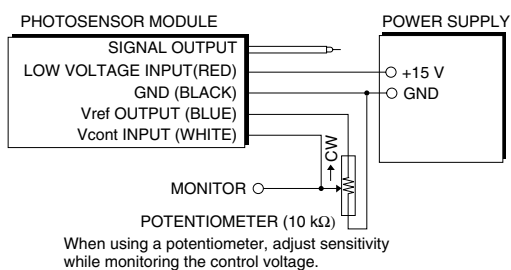 PHOTOSENSOR MODULE
POWER SUPPLY
SIGNAL OUTPUT
LOW VOLTAGE INPUT(RED)
+15 V
GND (BLACK)
GND
Vref OUTPUT (BLUE)
Vcont INPUT (WHITE)
CW
MONITOR
POTENTIOMETER (10 kΩ)
When using a potentiometer, adjust sensitivity
while monitoring the control voltage.